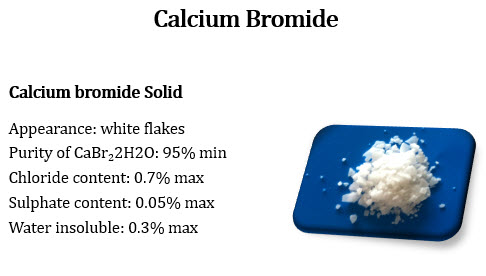 Calcium Bromide
Calcium bromide Solid
Appearance: white flakes
Purity of CaBr₂2H2O: 95% min
Chloride content: 0.7% max
Sulphate content: 0.05% max
Water insoluble: 0.3% max